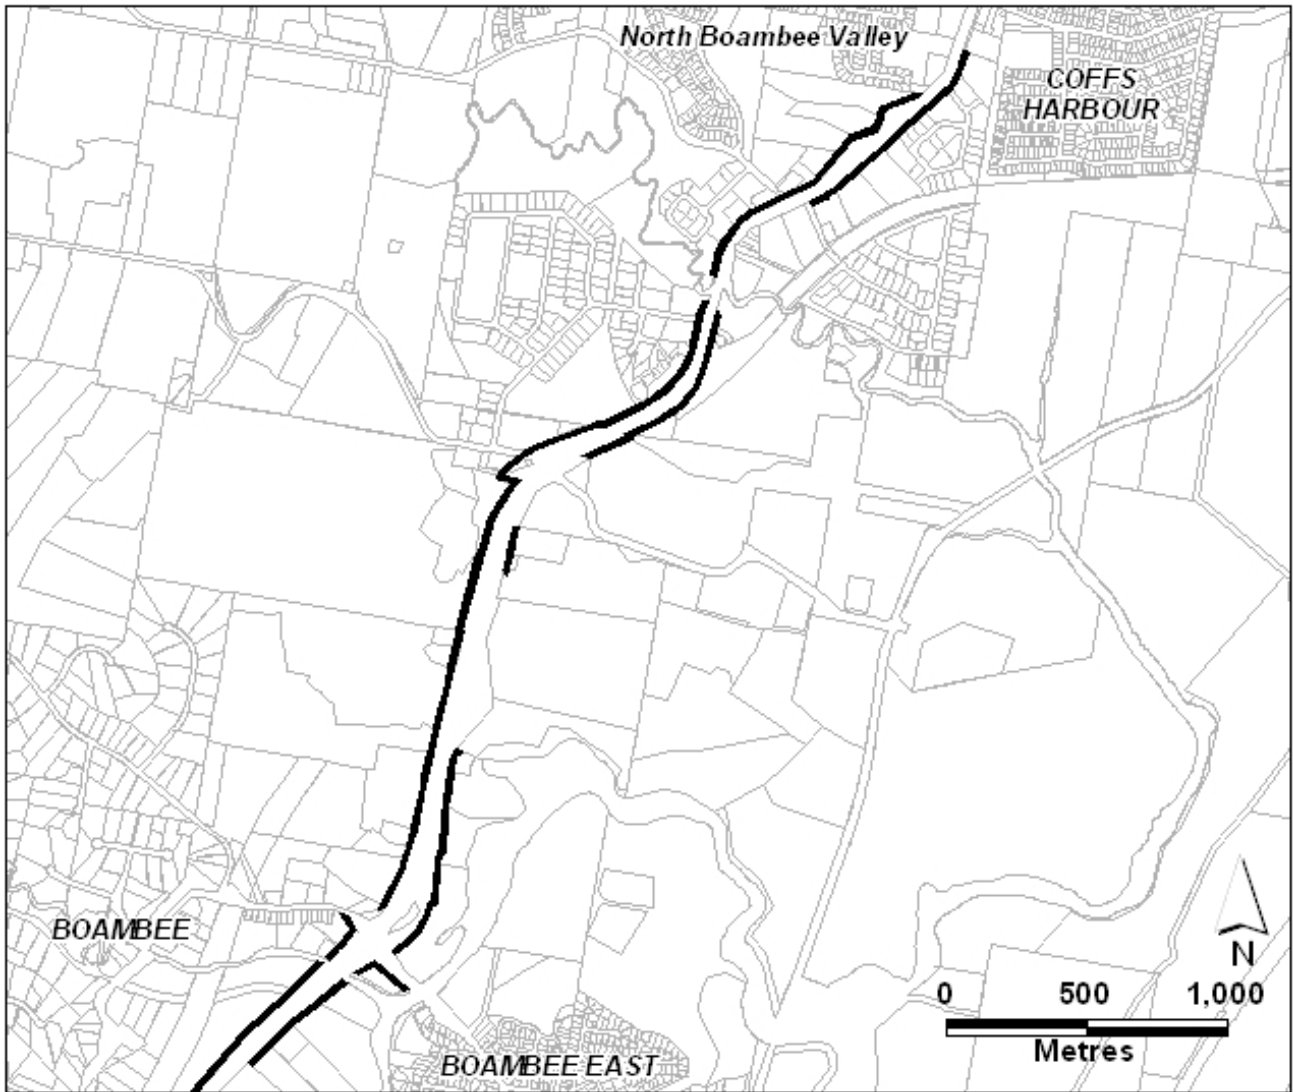 North Boambee Valley
COFFS
HARBOUR
BOAMBEE
N
0 500 1,000
Metres
BOAMBEE EAST